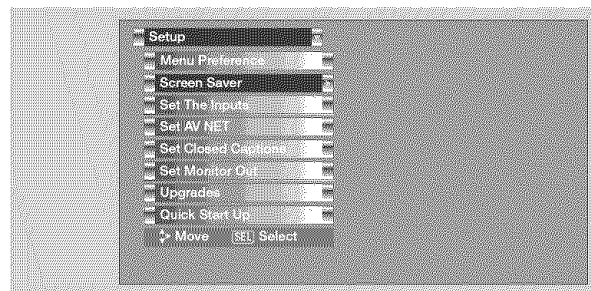 Setup
Menu Preference
Screen Saver
Set The Inputs
Set AV NET
Set Closed Captions
Set Monitor Out
Upgrades
Quick Start Up
Move SEL Select